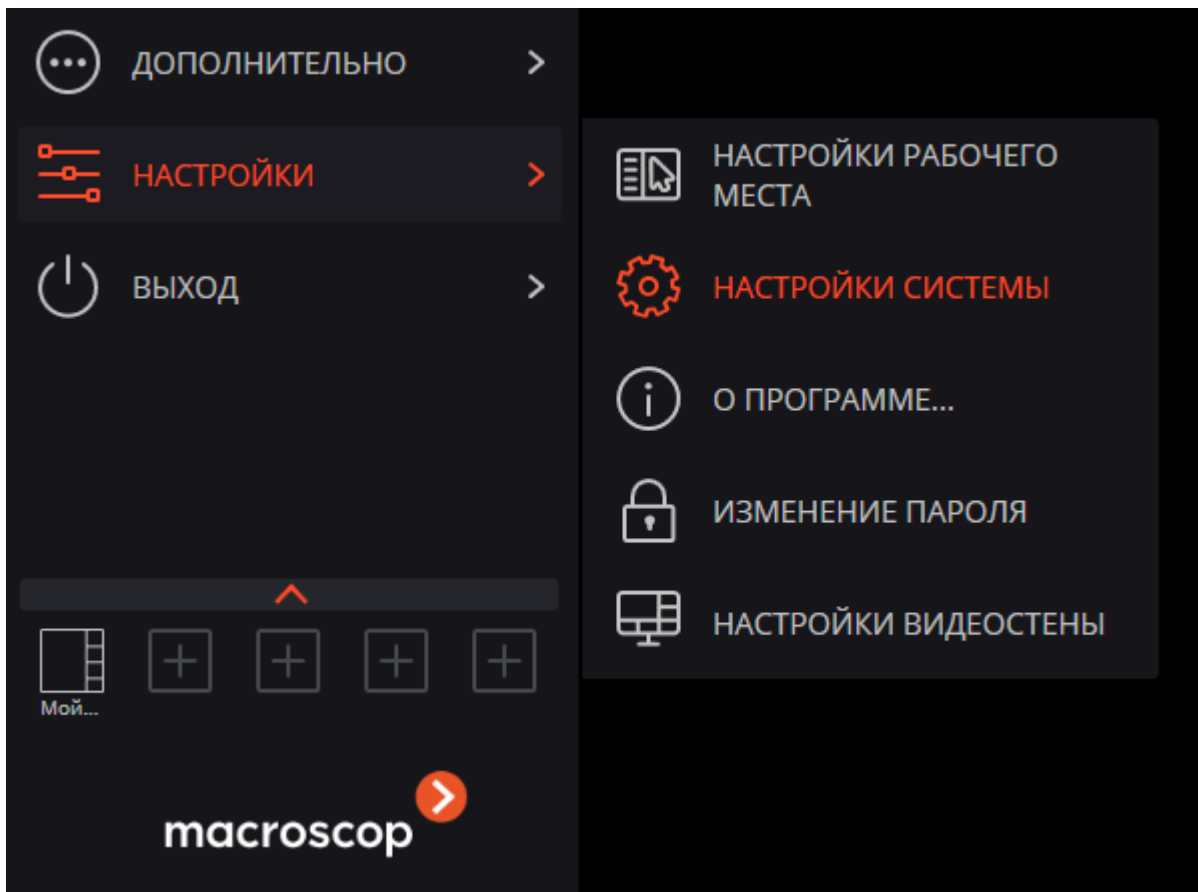 ДОПОЛНИТЕЛЬНО
НАСТРОЙКИ
ВЫХОД
НАСТРОЙКИ РАБОЧЕГО
МЕСТА
НАСТРОЙКИ СИСТЕМЫ
О ПРОГРАММЕ...
ИЗМЕНЕНИЕ ПАРОЛЯ
НАСТРОЙКИ ВИДЕОСТЕНЫ
Мой...
macroscop